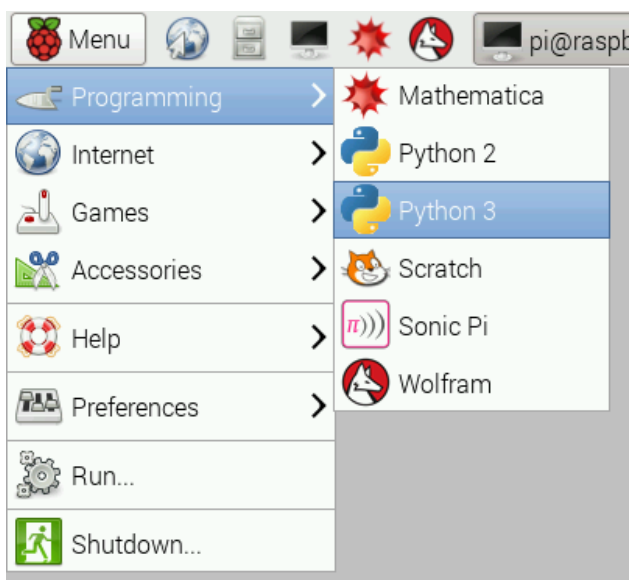 Menu
pi@raspb
Programming
Internet
Games
Accessories
Help
Preferences
Run...
Shutdown...
Mathematica
Python 2
Python 3
Scratch
π)))
Sonic Pi
Wolfram